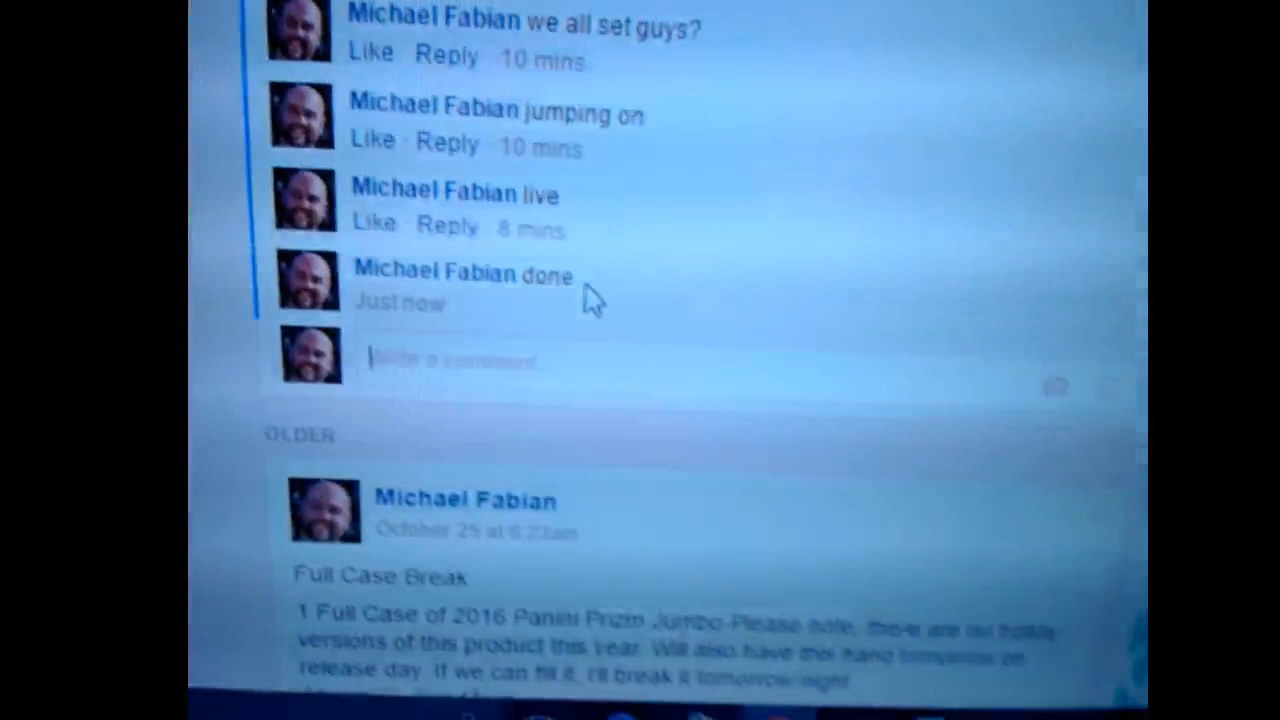 Michael Fabian we all set guys?
Like Reply 10 mins
Michael Fabian jumping on
Like Reply 10 mins
Michael Fabian live
Like Reply 8 mins
Michael Fabian done
Just now
Write a comment...
OLDER
Michael Fabian
October 25 at
Full Case Break
1 Full Case of 2016 Panini Prizm Jumbo-Please note, there are no
versions of this product this year. Will also have this hand tomorrow on
release day. If we can fill it, I'll break it tomorrow night